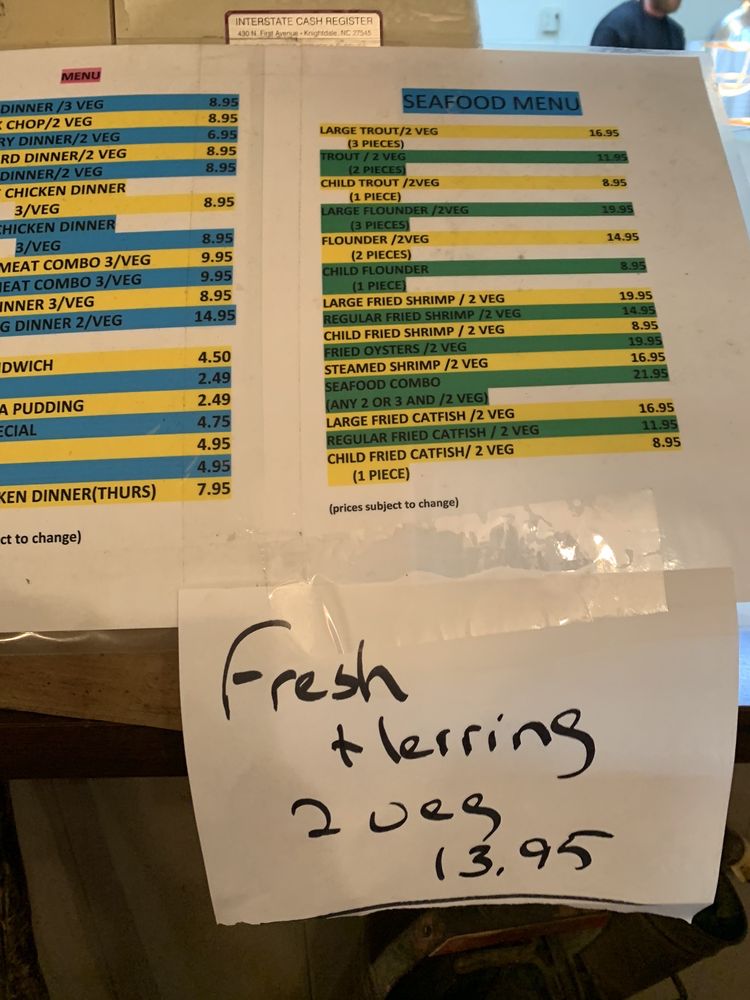 INTERSTATE CASH REGISTER
430 N. First Avenue - Knightdale, NC 27545
MENU
DINNER /3 VEG 8.95
CHOP/2 VEG 8.95
DINNER/2 VEG 6.95
DINNER/2 VEG 8.95
DINNER/2 VEG 8.95
CHICKEN DINNER
3/VEG 8.95
CHICKEN DINNER
3/VEG 8.95
MEAT COMBO 3/VEG 9.95
MEAT COMBO 3/VEG 9.95
3/VEG 8.95
DINNER 2/VEG 14.95
4.50
2.49
PUDDING 2.49
4.75
4.95
4.95
DINNER(THURS) 7.95
ct to change)
SEAFOOD MENU
LARGE TROUT/2 VEG 16.95
(3 PIECES)
TROUT / 2 VEG 11.95
(2 PIECES)
CHILD TROUT /2VEG 8.95
(1 PIECE)
LARGE FLOUNDER /2VEG 19.95
(3 PIECES)
FLOUNDER /2VEG 14.95
(2 PIECES)
CHILD FLOUNDER 8.95
(1 PIECE)
LARGE FRIED SHRIMP / 2 VEG 19.95
REGULAR FRIED SHRIMP /2 VEG 14.95
CHILD FRIED SHRIMP / 2 VEG 8.95
FRIED OYSTERS /2 VEG 19.95
STEAMED SHRIMP /2 VEG 16.95
SEAFOOD COMBO 21.95
(ANY 2 OR 3 AND /2 VEG)
LARGE FRIED CATFISH /2 VEG 16.95
REGULAR FRIED CATFISH / 2 VEG 11.95
CHILD FRIED CATFISH/ 2 VEG 8.95
(1 PIECE)
(prices subject to change)
Fresh
Herring
2 veg
13.95